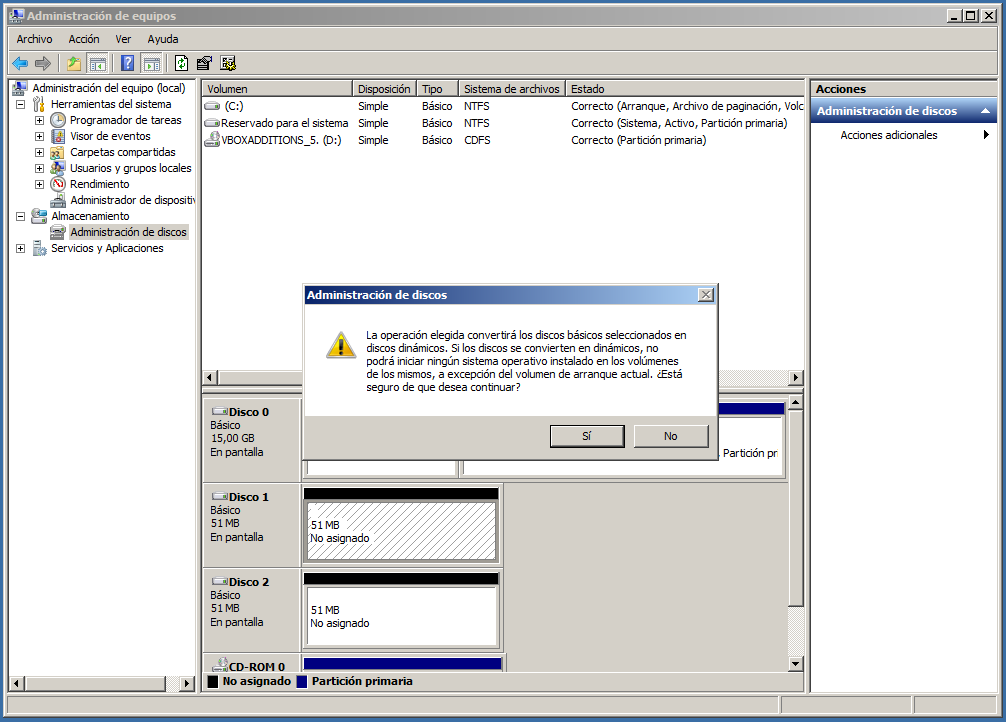 Administración de equipos
Archivo Acción Ver Ayuda
Administración del equipo (local)
Herramientas del sistema
Programador de tareas
Visor de eventos
Carpetas compartidas
Usuarios y grupos locales
Rendimiento
Administrador de dispositi
Almacenamiento
Administración de discos
Servicios y Aplicaciones
Volumen Disposición Tipo Sistema de archivos Estado
(C:) Simple Básico NTFS Correcto (Arranque, Archivo de paginación, Volc
Reservado para el sistema Simple Básico NTFS Correcto (Sistema, Activo, Partición primaria)
VBOXADDITIONS_5. (D:) Simple Básico CDFS Correcto (Partición primaria)
Acciones
Administración de discos
Acciones adicionales
Administración de discos
La operación elegida convertirá los discos básicos seleccionados en
discos dinámicos. Si los discos se convierten en dinámicos, no
podrá iniciar ningún sistema operativo instalado en los volúmenes
de los mismos, a excepción del volumen de arranque actual. ¿Está
seguro de que desea continuar?
Sí No
Disco 0
Básico
15,00 GB
En pantalla
, Partición pr
Disco 1
Básico
51 MB
En pantalla
51 MB
No asignado
Disco 2
Básico
51 MB
En pantalla
51 MB
No asignado
CD-ROM 0
No asignado Partición primaria